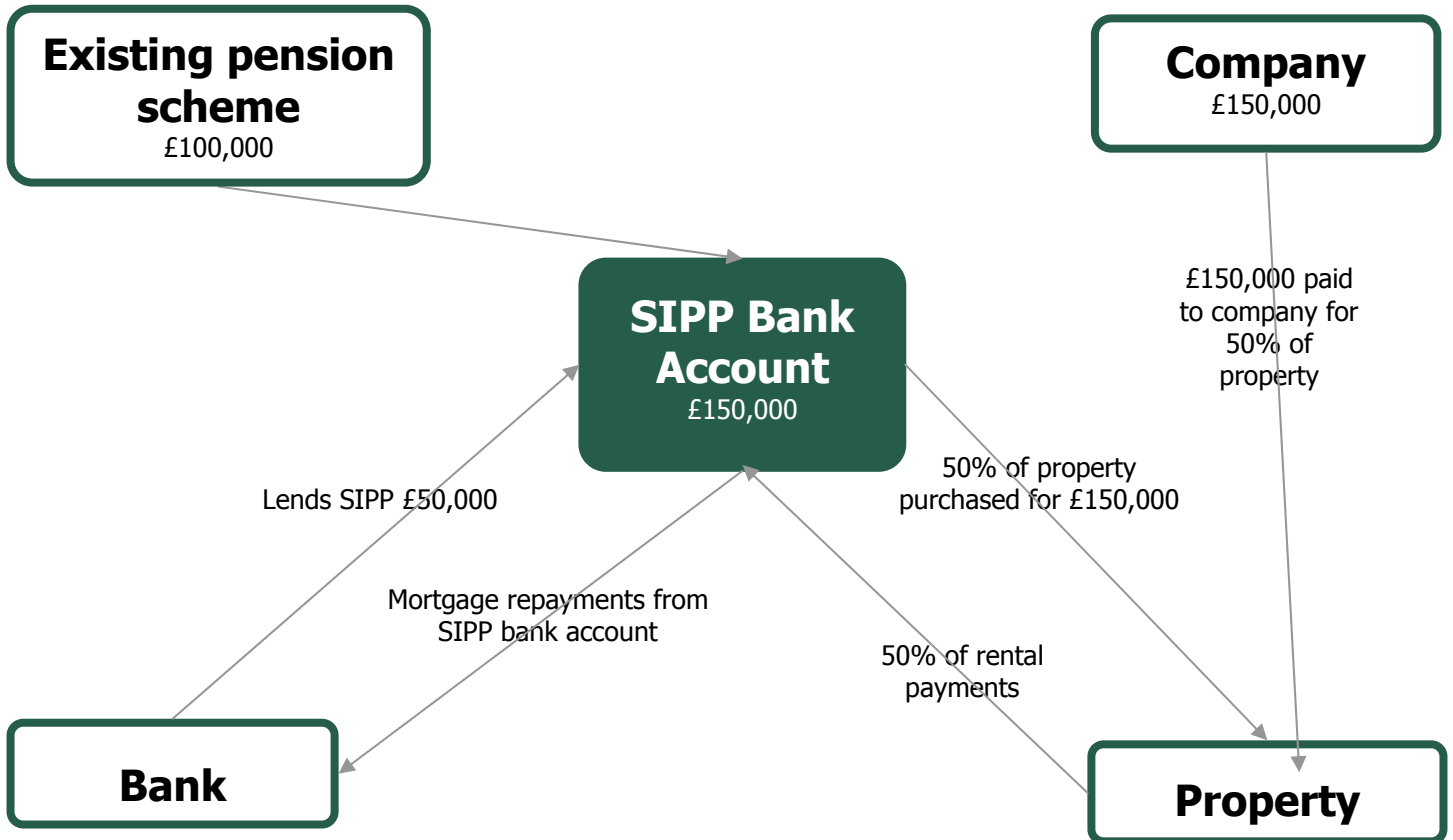 Existing pension
scheme
£100,000
Company
£150,000
SIPP Bank
Account
£150,000
£150,000 paid
to company for
50% of
property
Lends SIPP £50,000
50% of property
purchased for £150,000
Mortgage repayments from
SIPP bank account
50% of rental
payments
Bank
Property